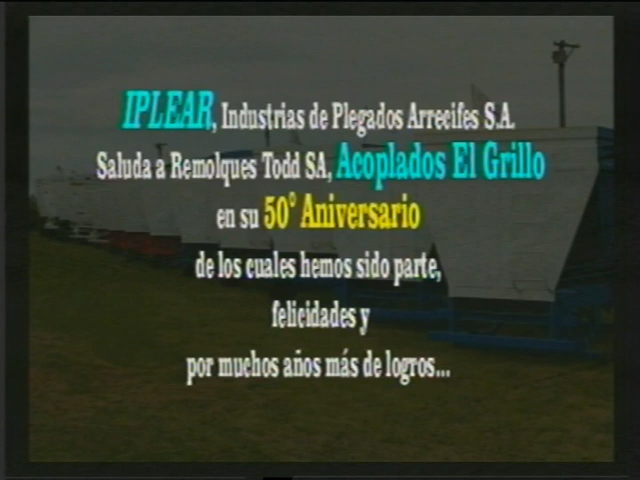 IPLEAR, Industrias de Plegados Arrecifes S.A.
Saluda a Remolques Todd SA, Acoplados El Grillo
en su 50° Aniversario
de los cuales hemos sido parte,
felicidades y
por muchos años más de logros...